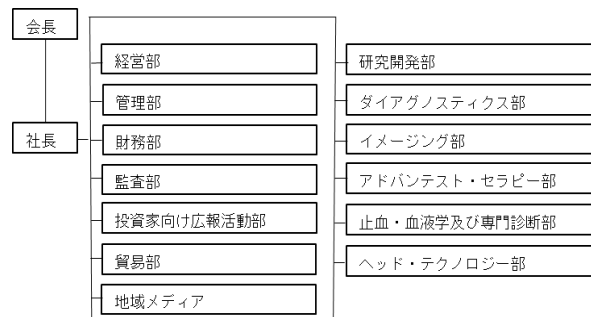 会長
社長
経営部
管理部
財務部
監査部
投資家向け広報活動部
貿易部
地域メディア
研究開発部
ダイアグノスティクス部
イメージング部
アドバンテスト・セラピー部
止血・血液学及び専門診断部
ヘッド・テクノロジー部